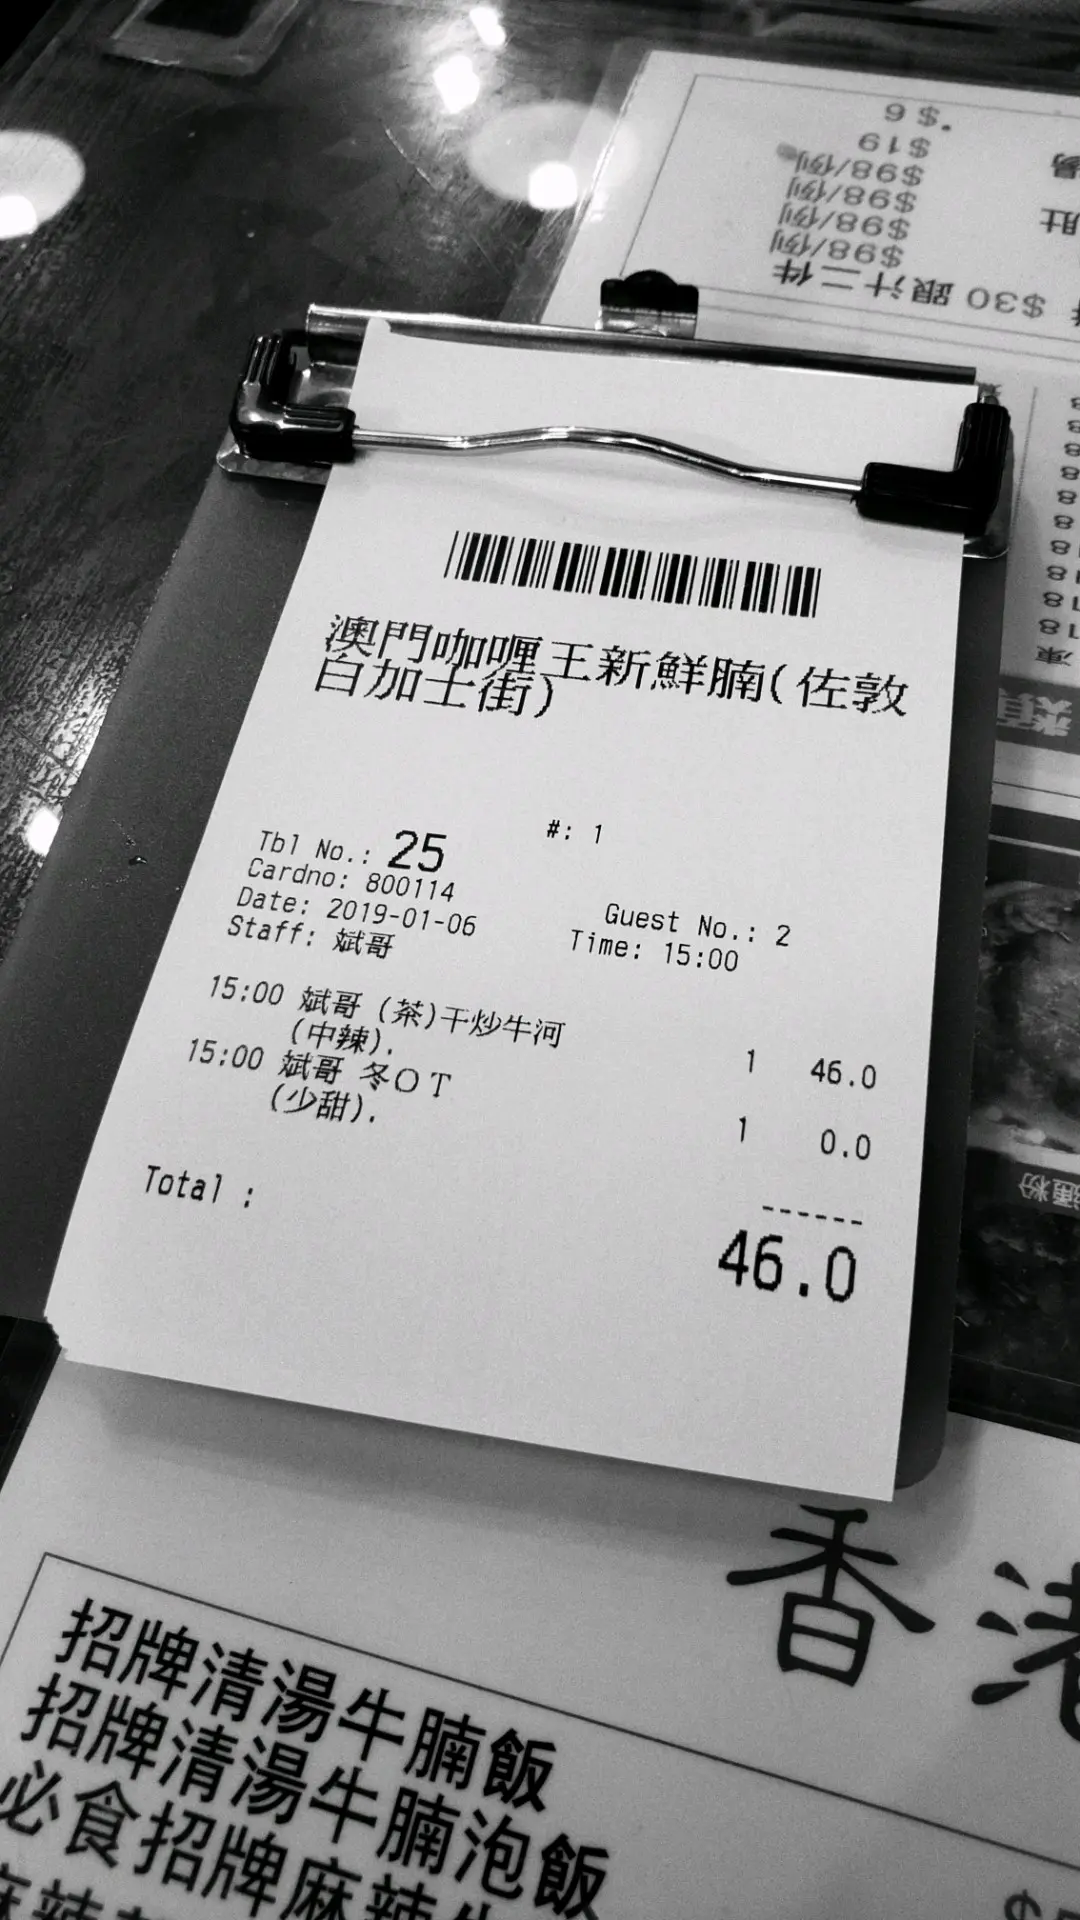 $6
$19
$98/例
$98/例
$98/例
$98/例
$30 跟汁二件
澳門咖喱王新鮮腩(佐敦
白加士街)
#: 1
Tbl No.: 25
Cardno: 800114
Guest No.: 2
Date: 2019-01-06
Time: 15:00
Staff: 斌哥
15:00 斌哥 (茶)干炒牛河 1 46.0
(中辣).
15:00 斌哥 冬OT 1 0.0
(少甜).
Total :
------
46.0
香港
招牌清湯牛腩飯
招牌清湯牛腩泡飯
必食招牌麻辣